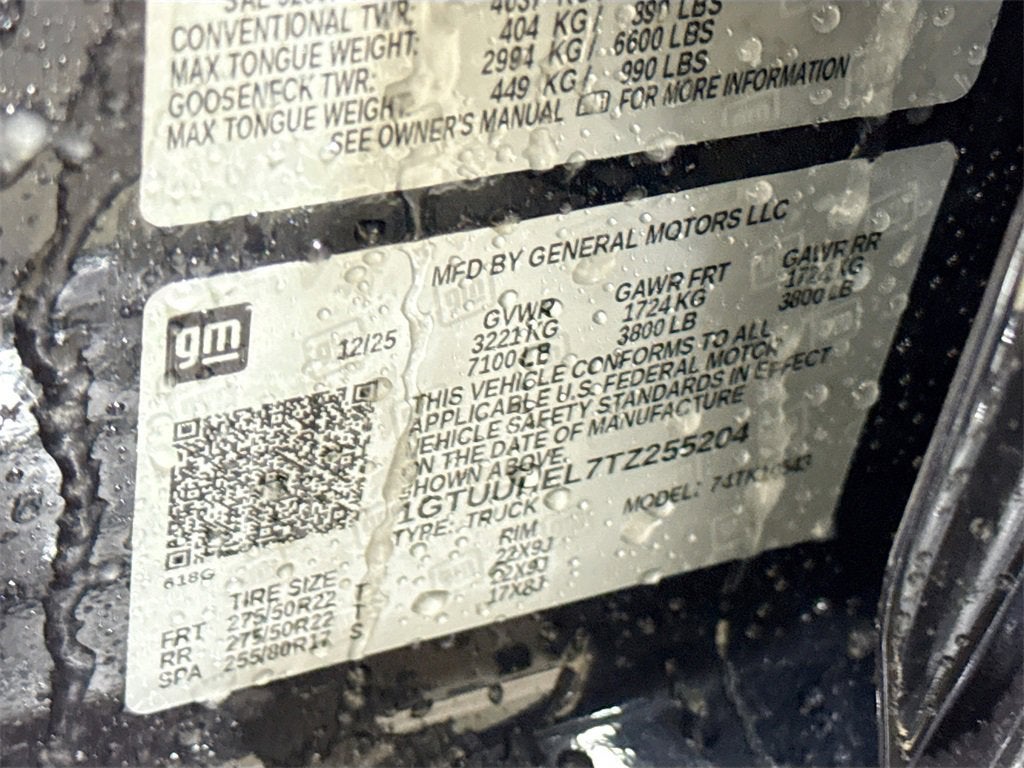 CONVENTIONAL TWR:
MAX TONGUE WEIGHT: 404 KG/ 890 LBS
GOOSENECK TWR: 2994 KG/ 6600 LBS
MAX TONGUE WEIGHT: 449 KG/ 990 LBS
SEE OWNER'S MANUAL FOR MORE INFORMATION
MFD BY GENERAL MOTORS LLC
gm
12/25
GVWR GAWR FRT GAWR RR
3221 KG 1724 KG 1724 KG
7100 LB 3800 LB 3800 LB
THIS VEHICLE CONFORMS TO ALL
APPLICABLE U.S. FEDERAL MOTOR
VEHICLE SAFETY STANDARDS IN EFFECT
ON THE DATE OF MANUFACTURE
SHOWN ABOVE.
TYPE: TRUCK MODEL:
618G
TIRE SIZE RIM
FRT 275/50R22 T 22X9J
RR 275/50R22 T 22X9J
SPA 255/80R17 S 17X8J